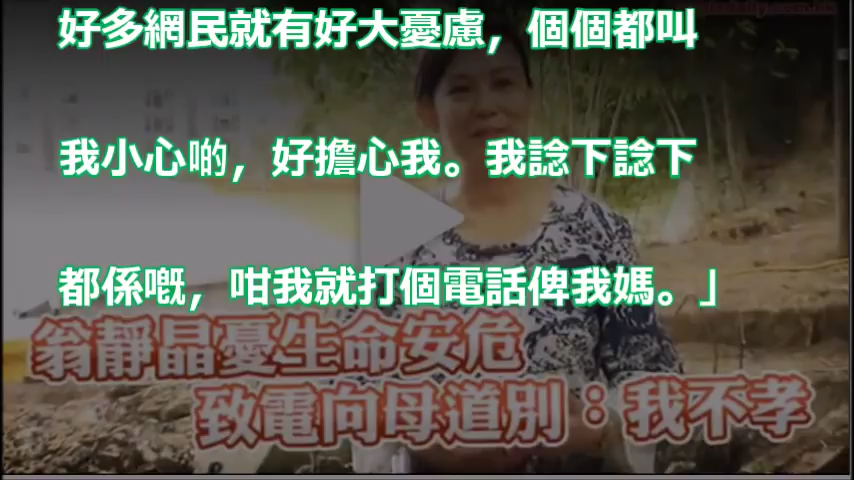 好多網民就有好大憂慮，個個都叫
我小心啲，好擔心我。我諗下諗下
都係嘅，咁我就打個電話俾我媽。」
翁靜晶憂生命安危
致電向母道別：我不孝